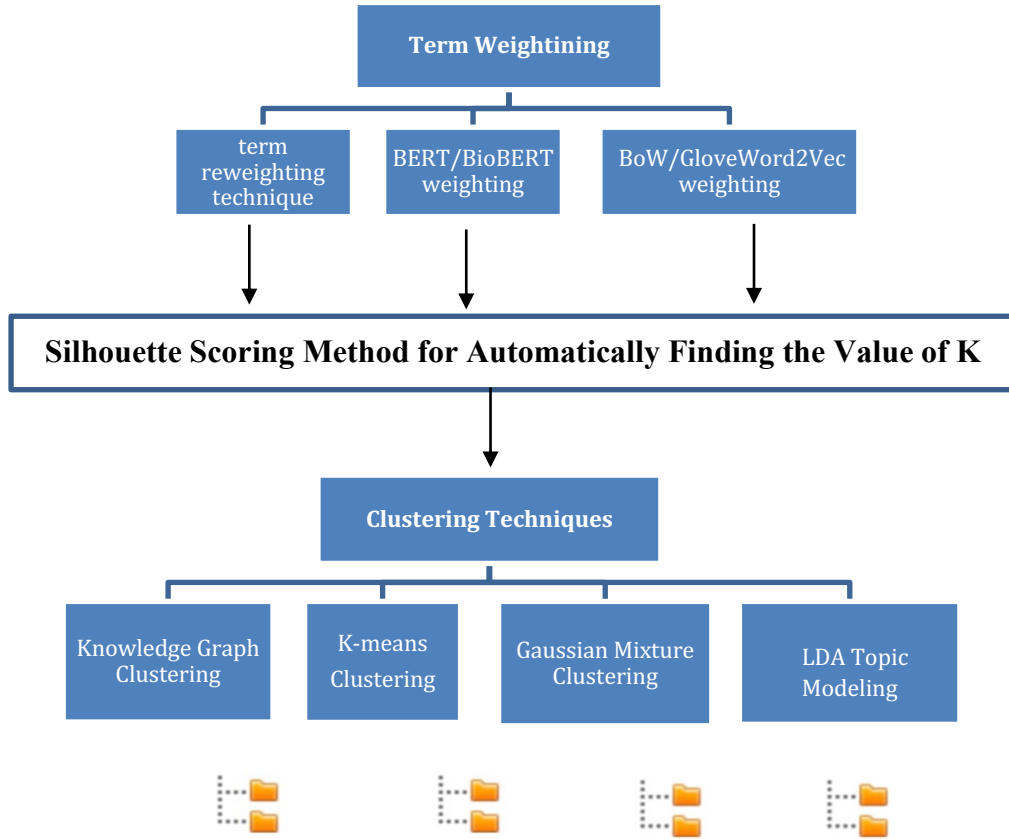 Term Weightining
term
reweighting
technique
BERT/BioBERT
weighting
BoW/GloveWord2Vec
weighting
Silhouette Scoring Method for Automatically Finding the Value of K
Clustering Techniques
Knowledge Graph
Clustering
K-means
Clustering
Gaussian Mixture
Clustering
LDA Topic
Modeling